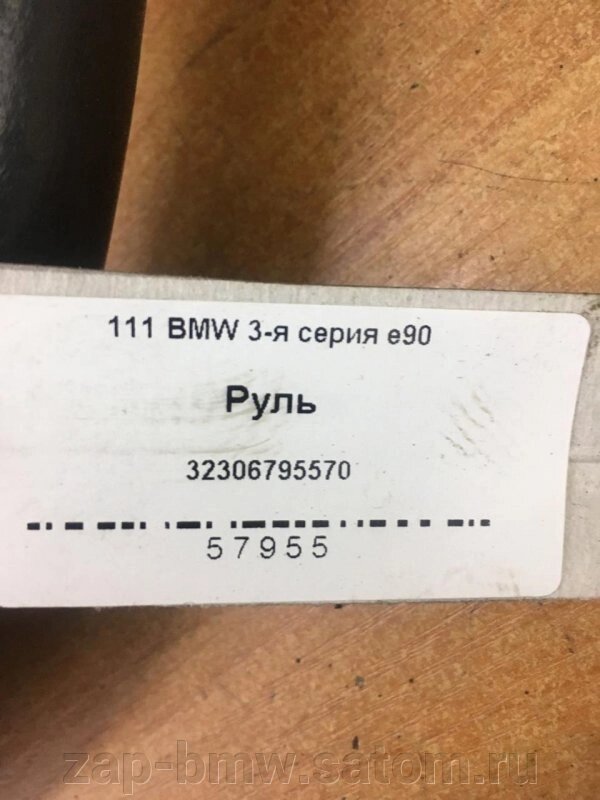 111 BMW 3-я серия e90
Руль
32306795570
57955
zap-bmw.satom.ru